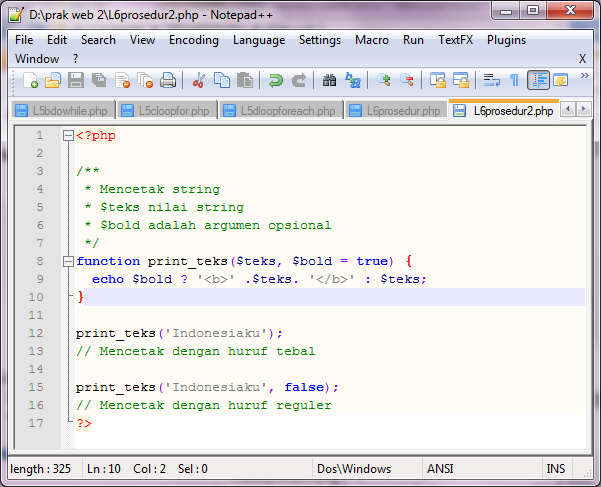 D:\prak web 2\L6prosedur2.php - Notepad++
File Edit Search View Encoding Language Settings Macro Run TextFX Plugins
Window ? X
L5bdowhile.php L5cloopfor.php L5dloopforeach.php L6prosedur.php L6prosedur2.php
1 <?php
2
3 /**
4 * Mencetak string
5 * $teks nilai string
6 * $bold adalah argumen opsional
7 */
8 function print_teks($teks, $bold = true) {
9 echo $bold ? '<b>' .$teks. '</b>' : $teks;
10 }
11
12 print_teks('Indonesiaku');
13 // Mencetak dengan huruf tebal
14
15 print_teks('Indonesiaku', false);
16 // Mencetak dengan huruf reguler
17 ?>
length : 325 Ln : 10 Col : 2 Sel : 0 Dos\Windows ANSI INS